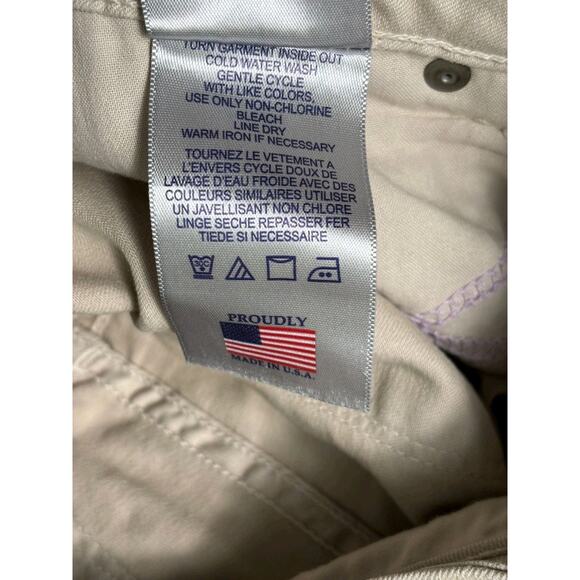 TURN GARMENT INSIDE OUT
COLD WATER WASH
GENTLE CYCLE
WITH LIKE COLORS,
USE ONLY NON-CHLORINE
BLEACH
LINE DRY
WARM IRON IF NECESSARY
TOURNEZ LE VETEMENT A
L'ENVERS CYCLE DOUX DE
LAVAGE D'EAU FROIDE AVEC DES
COULEURS SIMILAIRES UTILISER
UN JAVELLISANT NON CHLORE
LINGE SECHE REPASSER FER
TIEDE SI NECESSAIRE
30C
PROUDLY
MADE IN U.S.A.